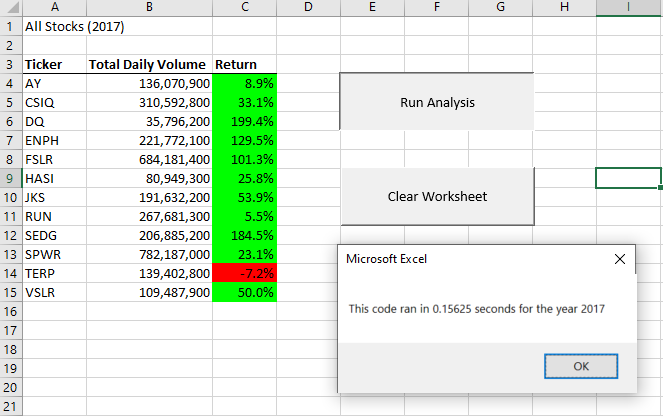 A B C D E F G H I
1 All Stocks (2017)
2
3 Ticker Total Daily Volume Return
4 AY 136,070,900 8.9%
5 CSIQ 310,592,800 33.1%
Run Analysis
6 DQ 35,796,200 199.4%
7 ENPH 221,772,100 129.5%
8 FSLR 684,181,400 101.3%
9 HASI 80,949,300 25.8%
10 JKS 191,632,200 53.9%
Clear Worksheet
11 RUN 267,681,300 5.5%
12 SEDG 206,885,200 184.5%
13 SPWR 782,187,000 23.1%
Microsoft Excel
14 TERP 139,402,800 -7.2%
15 VSLR 109,487,900 50.0%
This code ran in 0.15625 seconds for the year 2017
16
17
18
19
OK
20
21